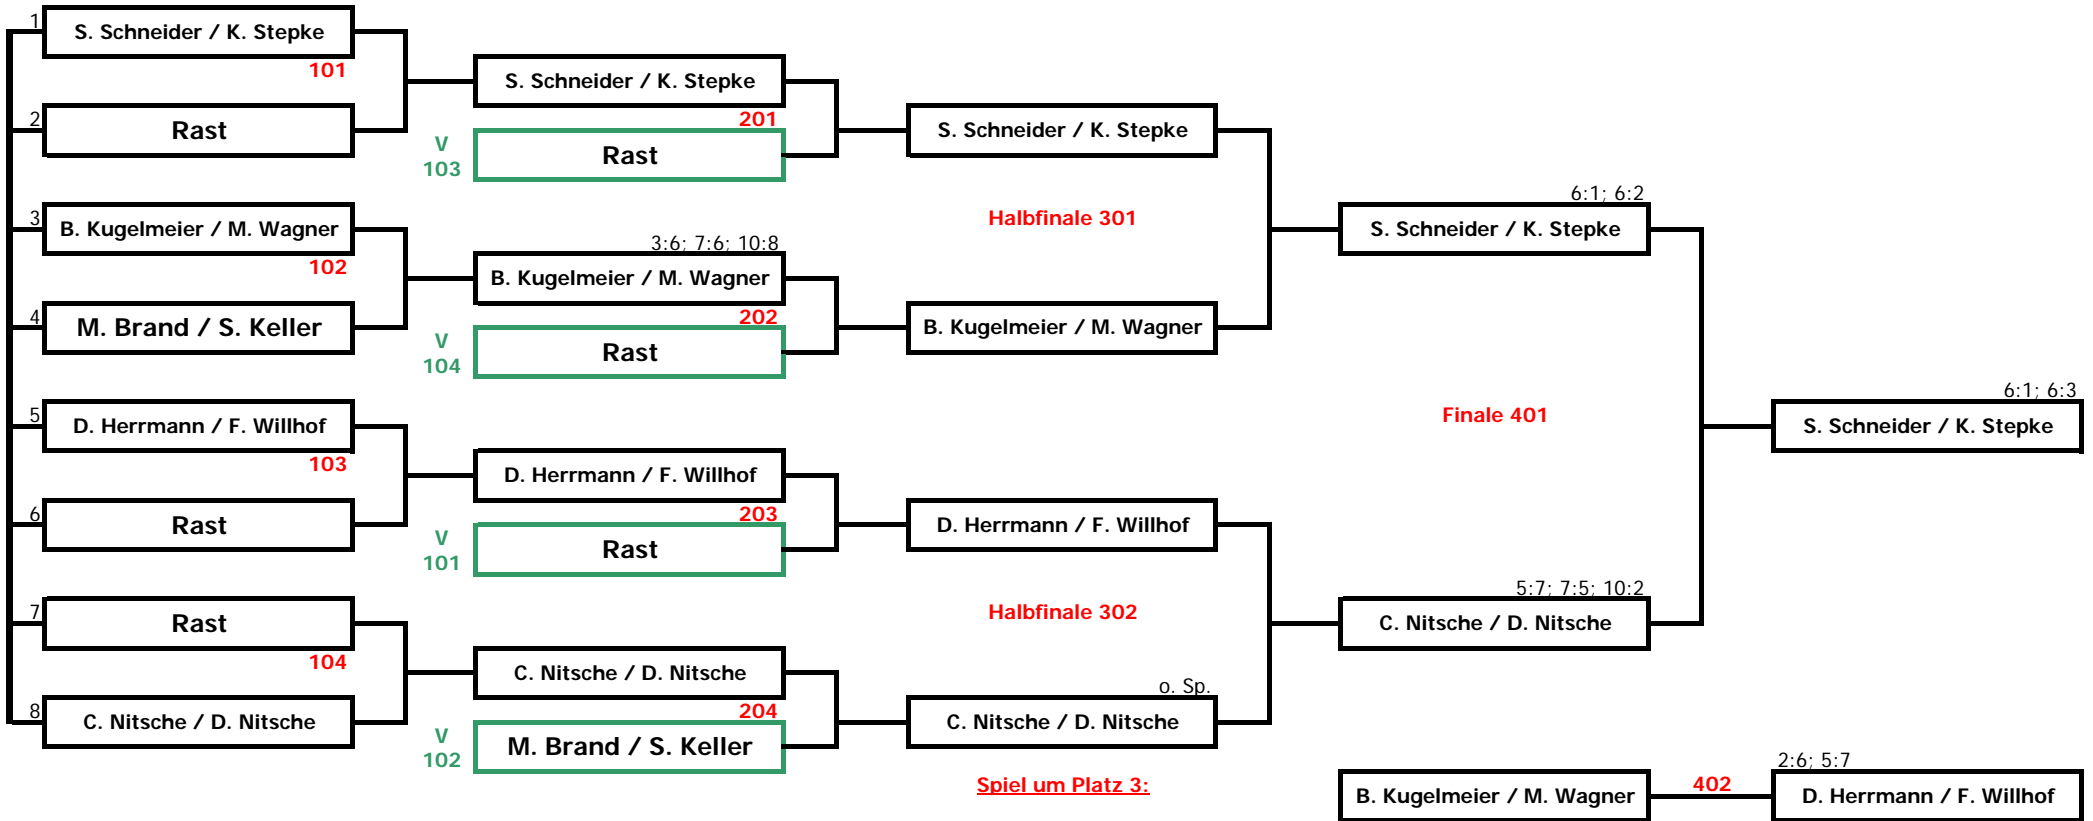 1
S. Schneider / K. Stepke
101
2
Rast
3
B. Kugelmeier / M. Wagner
102
4
M. Brand / S. Keller
5
D. Herrmann / F. Willhof
103
6
Rast
7
Rast
104
8
C. Nitsche / D. Nitsche
S. Schneider / K. Stepke
201
V
103
Rast
3:6; 7:6; 10:8
B. Kugelmeier / M. Wagner
202
V
104
Rast
D. Herrmann / F. Willhof
203
V
101
Rast
C. Nitsche / D. Nitsche
204
V
102
M. Brand / S. Keller
S. Schneider / K. Stepke
Halbfinale 301
B. Kugelmeier / M. Wagner
D. Herrmann / F. Willhof
Halbfinale 302
o. Sp.
C. Nitsche / D. Nitsche
6:1; 6:2
S. Schneider / K. Stepke
Finale 401
5:7; 7:5; 10:2
C. Nitsche / D. Nitsche
6:1; 6:3
S. Schneider / K. Stepke
Spiel um Platz 3:
B. Kugelmeier / M. Wagner
402
2:6; 5:7
D. Herrmann / F. Willhof